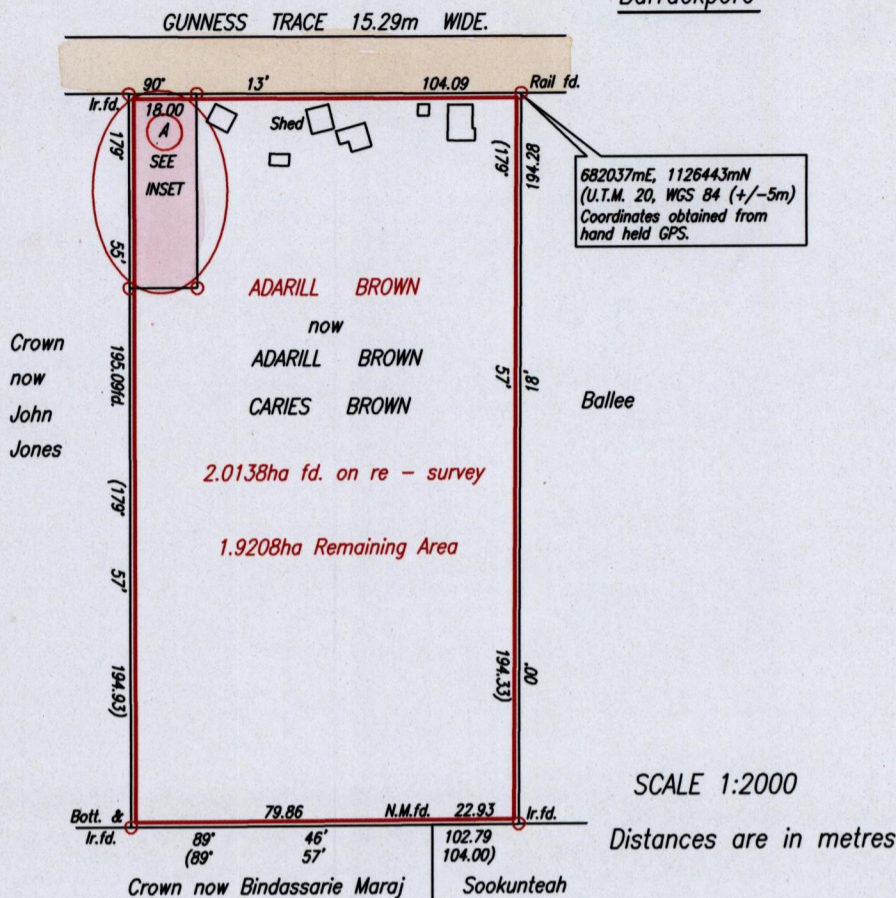 Barrackpore
GUNNESS TRACE 15.29m WIDE.
90° 13' 104.09 Rail fd.
Ir.fd. 18.00
A
SEE
INSET
Shed
179° 55'
195.09fd.
(179° 57' 194.93)
194.28
18' .00
(179° 57' 194.33)
682037mE, 1126443mN
(U.T.M. 20, WGS 84 (+/-5m)
Coordinates obtained from
hand held GPS.
ADARILL BROWN
now
ADARILL BROWN
CARIES BROWN
Crown
now
John
Jones
Ballee
2.0138ha fd. on re - survey
1.9208ha Remaining Area
SCALE 1:2000
Distances are in metres
Bott. & 79.86 N.M.fd. 22.93 Ir.fd.
Ir.fd. 89° 46' 102.79
(89° 57' 104.00)
Crown now Bindassarie Maraj Sookunteah